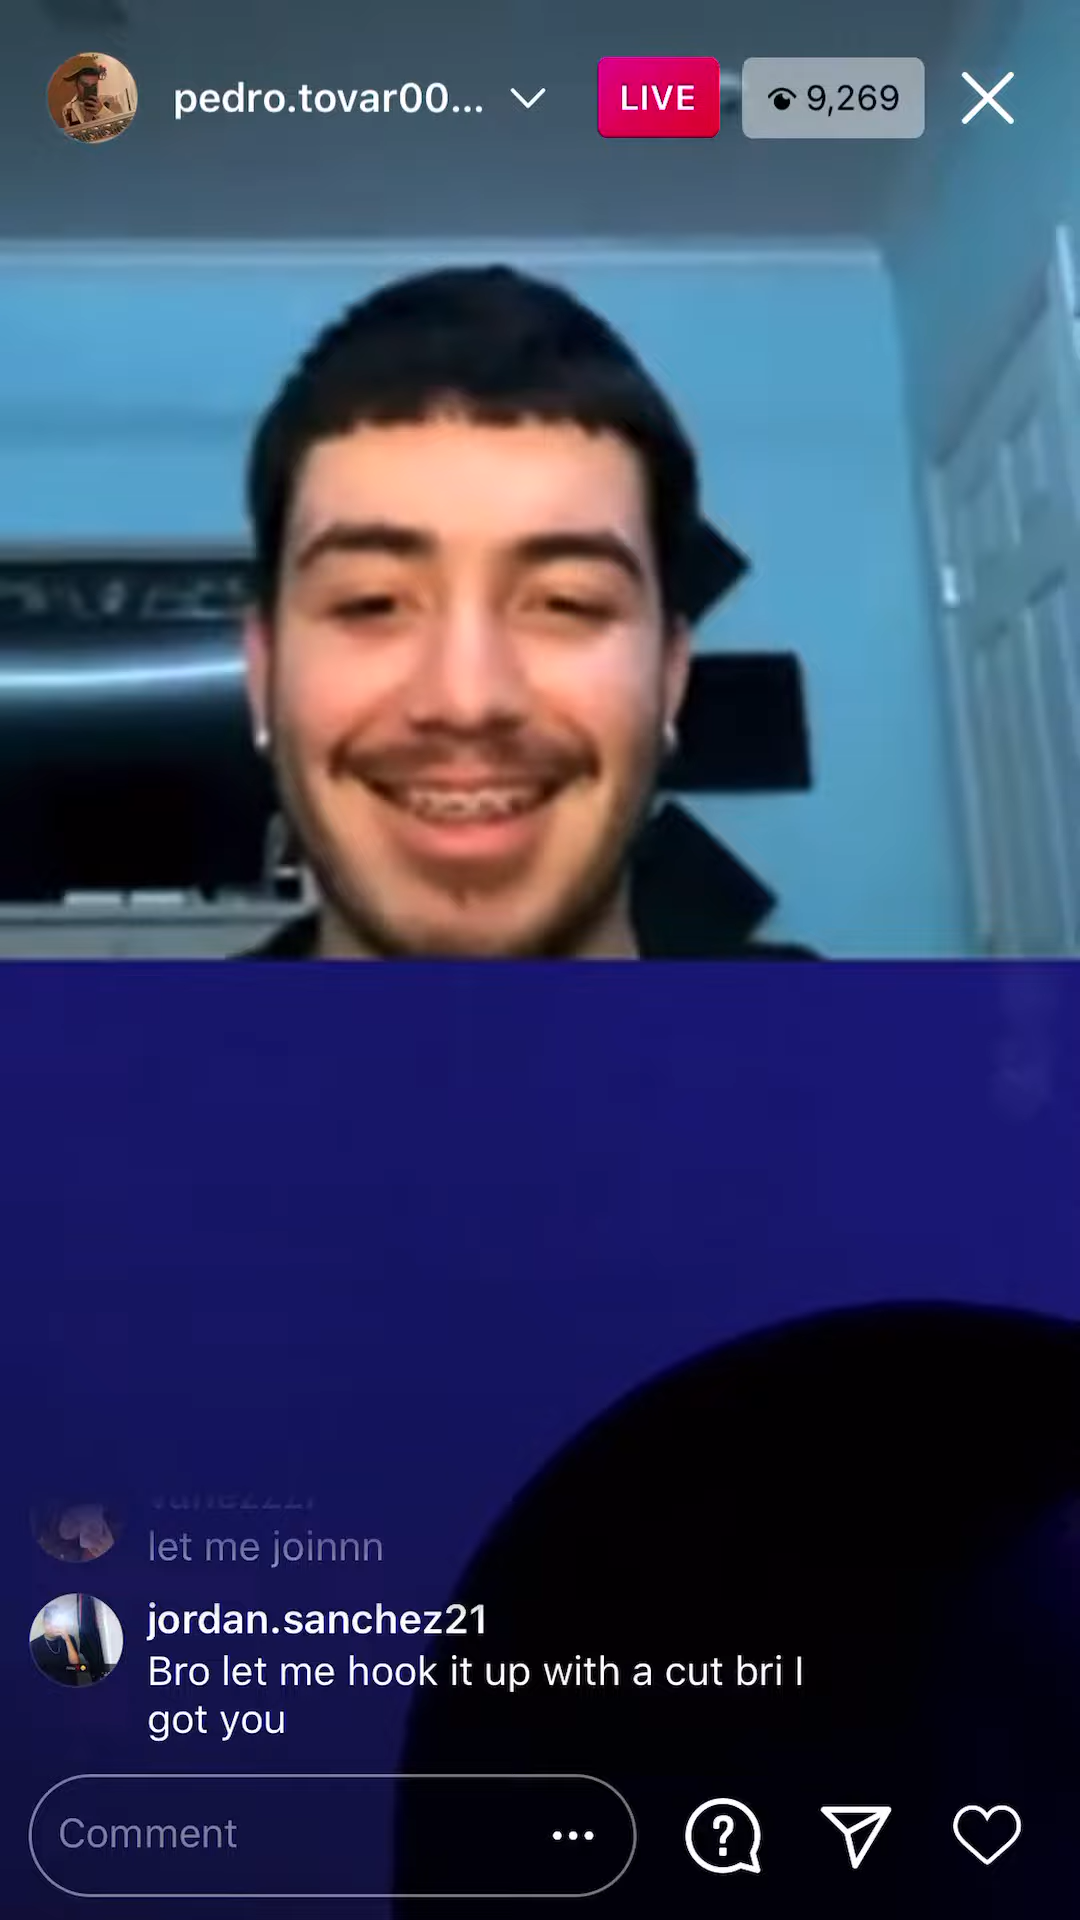 pedro.tovar00...
LIVE
9,269
let me joinnn
jordan.sanchez21
Bro let me hook it up with a cut bri I
got you
Comment